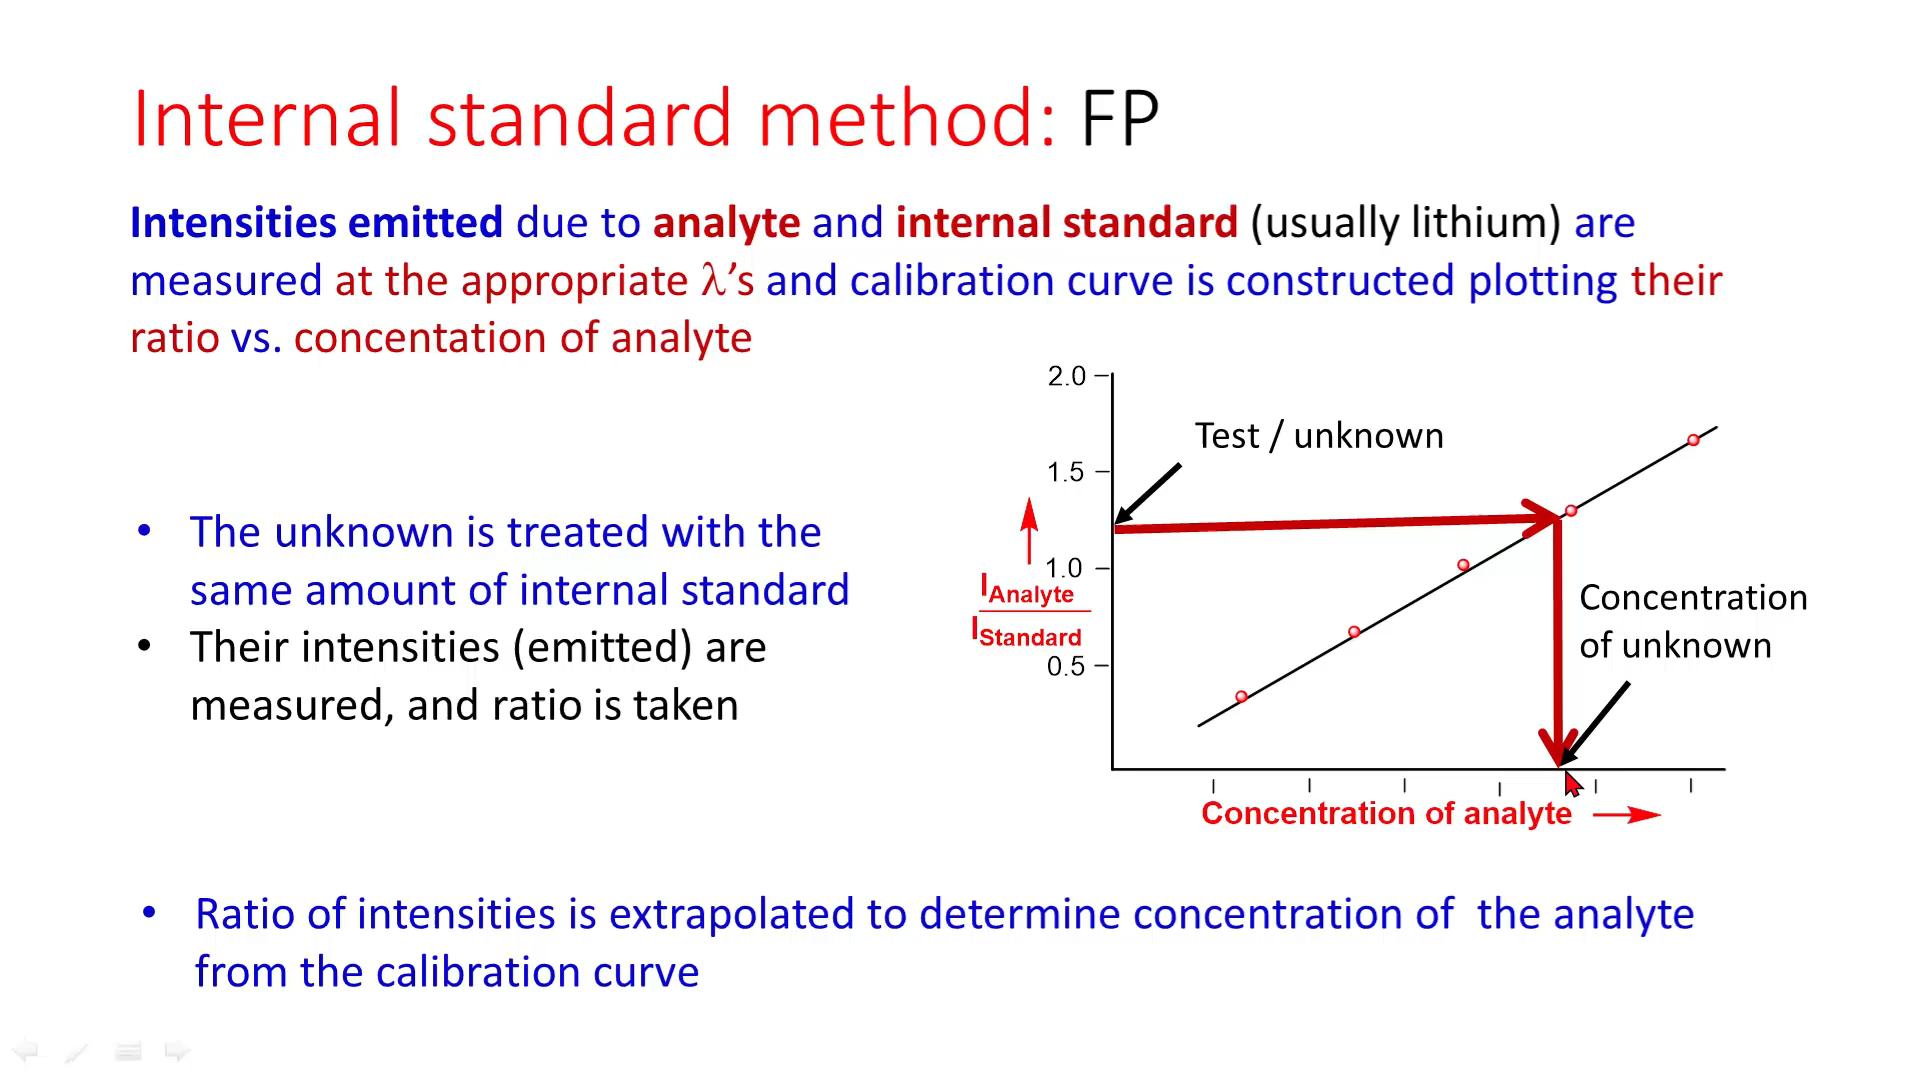 Internal standard method: FP
Intensities emitted due to analyte and internal standard (usually lithium) are
measured at the appropriate λ's and calibration curve is constructed plotting their
ratio vs. concentation of analyte
• The unknown is treated with the
same amount of internal standard
• Their intensities (emitted) are
measured, and ratio is taken
2.0
1.5
1.0
0.5
I Analyte
I Standard
Test / unknown
Concentration
of unknown
Concentration of analyte
• Ratio of intensities is extrapolated to determine concentration of the analyte
from the calibration curve